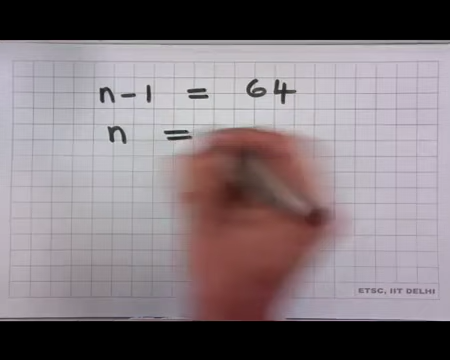 n - 1 = 64
n =
ETSC, IIT DELHI